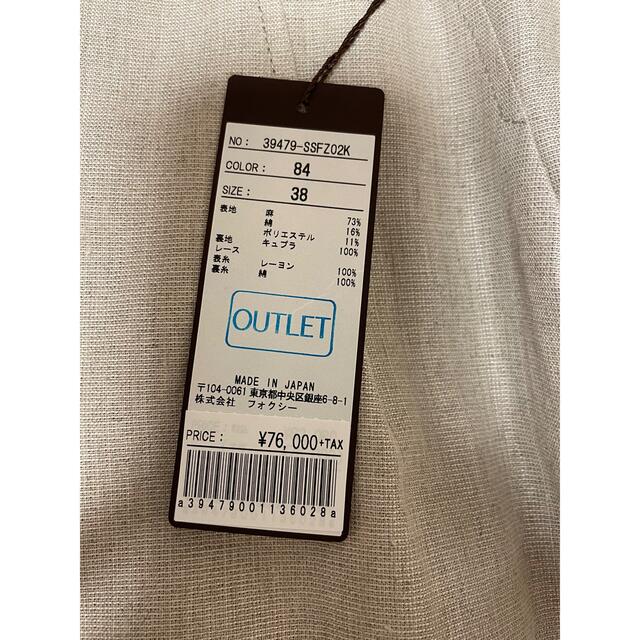 NO: 39479-SSFZ02K
COLOR: 84
SIZE: 38
表地 麻 73%
綿 16%
ポリエステル 11%
裏地 キュプラ 100%
レース
表糸 レーヨン 100%
裏糸 綿 100%
OUTLET
MADE IN JAPAN
〒104-0061 東京都中央区銀座6-8-1
株式会社 フォクシー
PRICE: ¥76,000+TAX
a39479001136028a